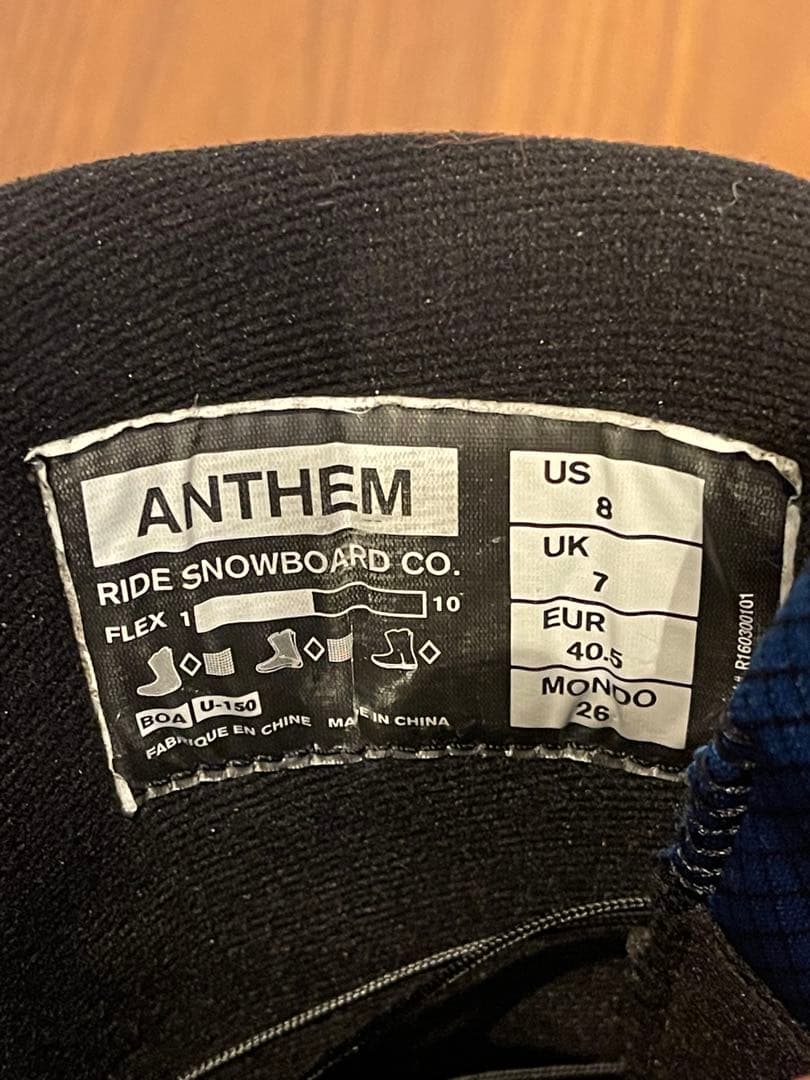 ANTHEM
RIDE SNOWBOARD CO.
FLEX 1 10
BOA U-150
FABRIQUE EN CHINE MADE IN CHINA
US
8
UK
7
EUR
40.5
MONDO
26
# R160300101